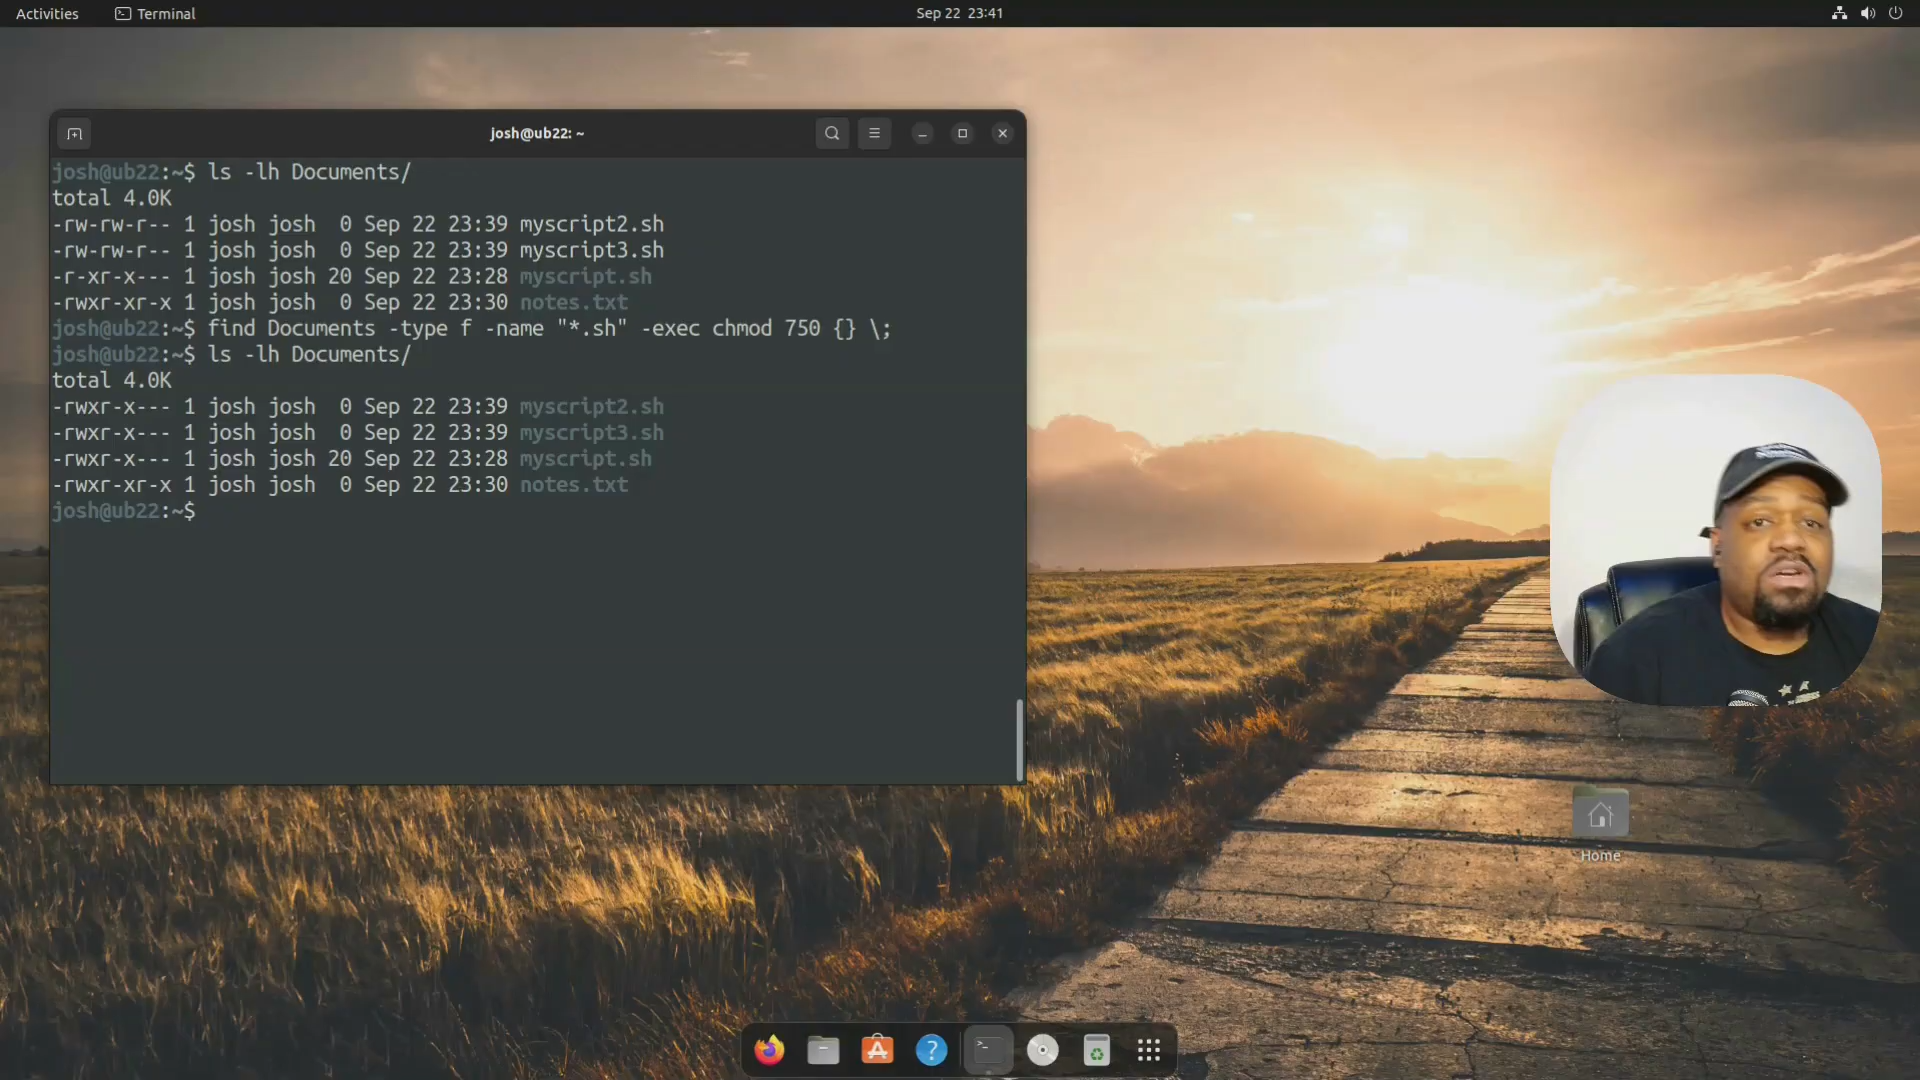 Activities
Terminal
Sep 22 23:41
josh@ub22: ~
josh@ub22:~$ ls -lh Documents/
total 4.0K
-rw-rw-r-- 1 josh josh  0 Sep 22 23:39 myscript2.sh
-rw-rw-r-- 1 josh josh  0 Sep 22 23:39 myscript3.sh
-r-xr-x--- 1 josh josh 20 Sep 22 23:28 myscript.sh
-rwxr-xr-x 1 josh josh  0 Sep 22 23:30 notes.txt
josh@ub22:~$ find Documents -type f -name "*.sh" -exec chmod 750 {} \;
josh@ub22:~$ ls -lh Documents/
total 4.0K
-rwxr-x--- 1 josh josh  0 Sep 22 23:39 myscript2.sh
-rwxr-x--- 1 josh josh  0 Sep 22 23:39 myscript3.sh
-rwxr-x--- 1 josh josh 20 Sep 22 23:28 myscript.sh
-rwxr-xr-x 1 josh josh  0 Sep 22 23:30 notes.txt
josh@ub22:~$
Home